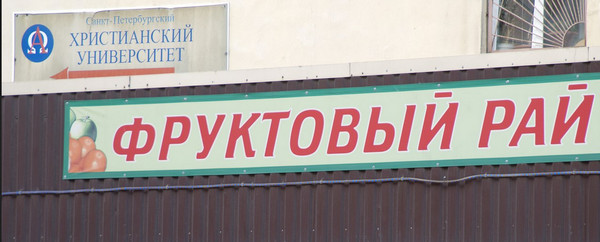 Санкт-Петербургский
ХРИСТИАНСКИЙ
УНИВЕРСИТЕТ
ФРУКТОВЫЙ РАЙ